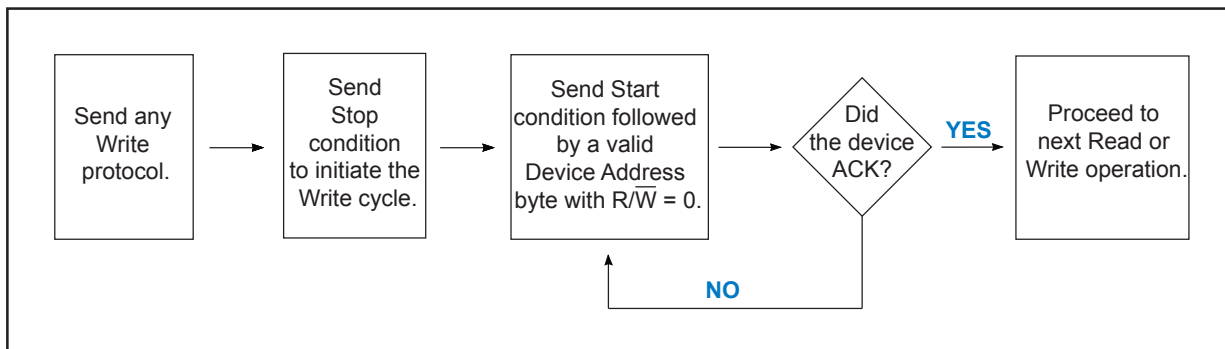 Send any
Write
protocol.
Send
Stop
condition
to initiate the
Write cycle.
Send Start
condition followed
by a valid
Device Address
byte with R/W̅ = 0.
Did
the device
ACK?
YES
Proceed to
next Read or
Write operation.
NO